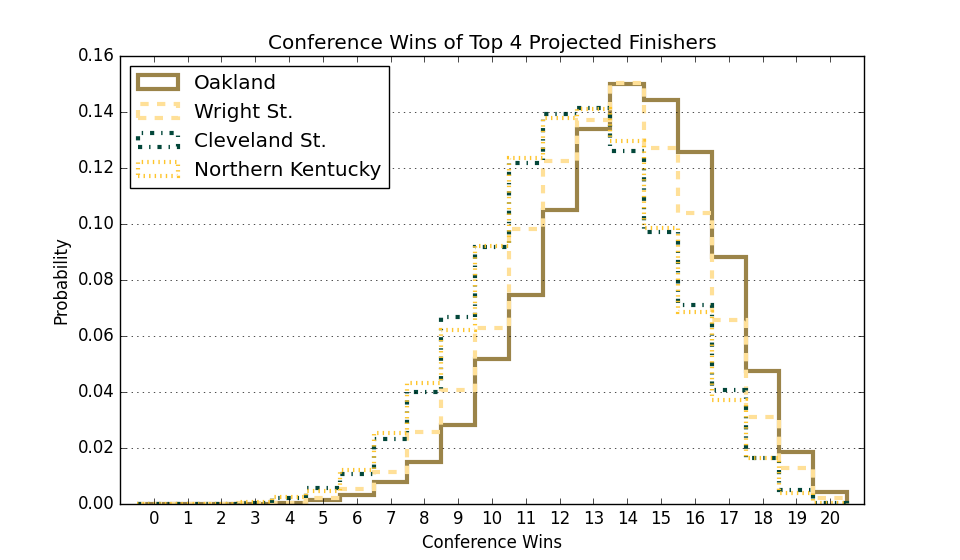 Conference Wins of Top 4 Projected Finishers
0.16
0.14
0.12
0.10
0.08
0.06
0.04
0.02
0.00
Probability
Oakland
Wright St.
Cleveland St.
Northern Kentucky
0 1 2 3 4 5 6 7 8 9 10 11 12 13 14 15 16 17 18 19 20
Conference Wins